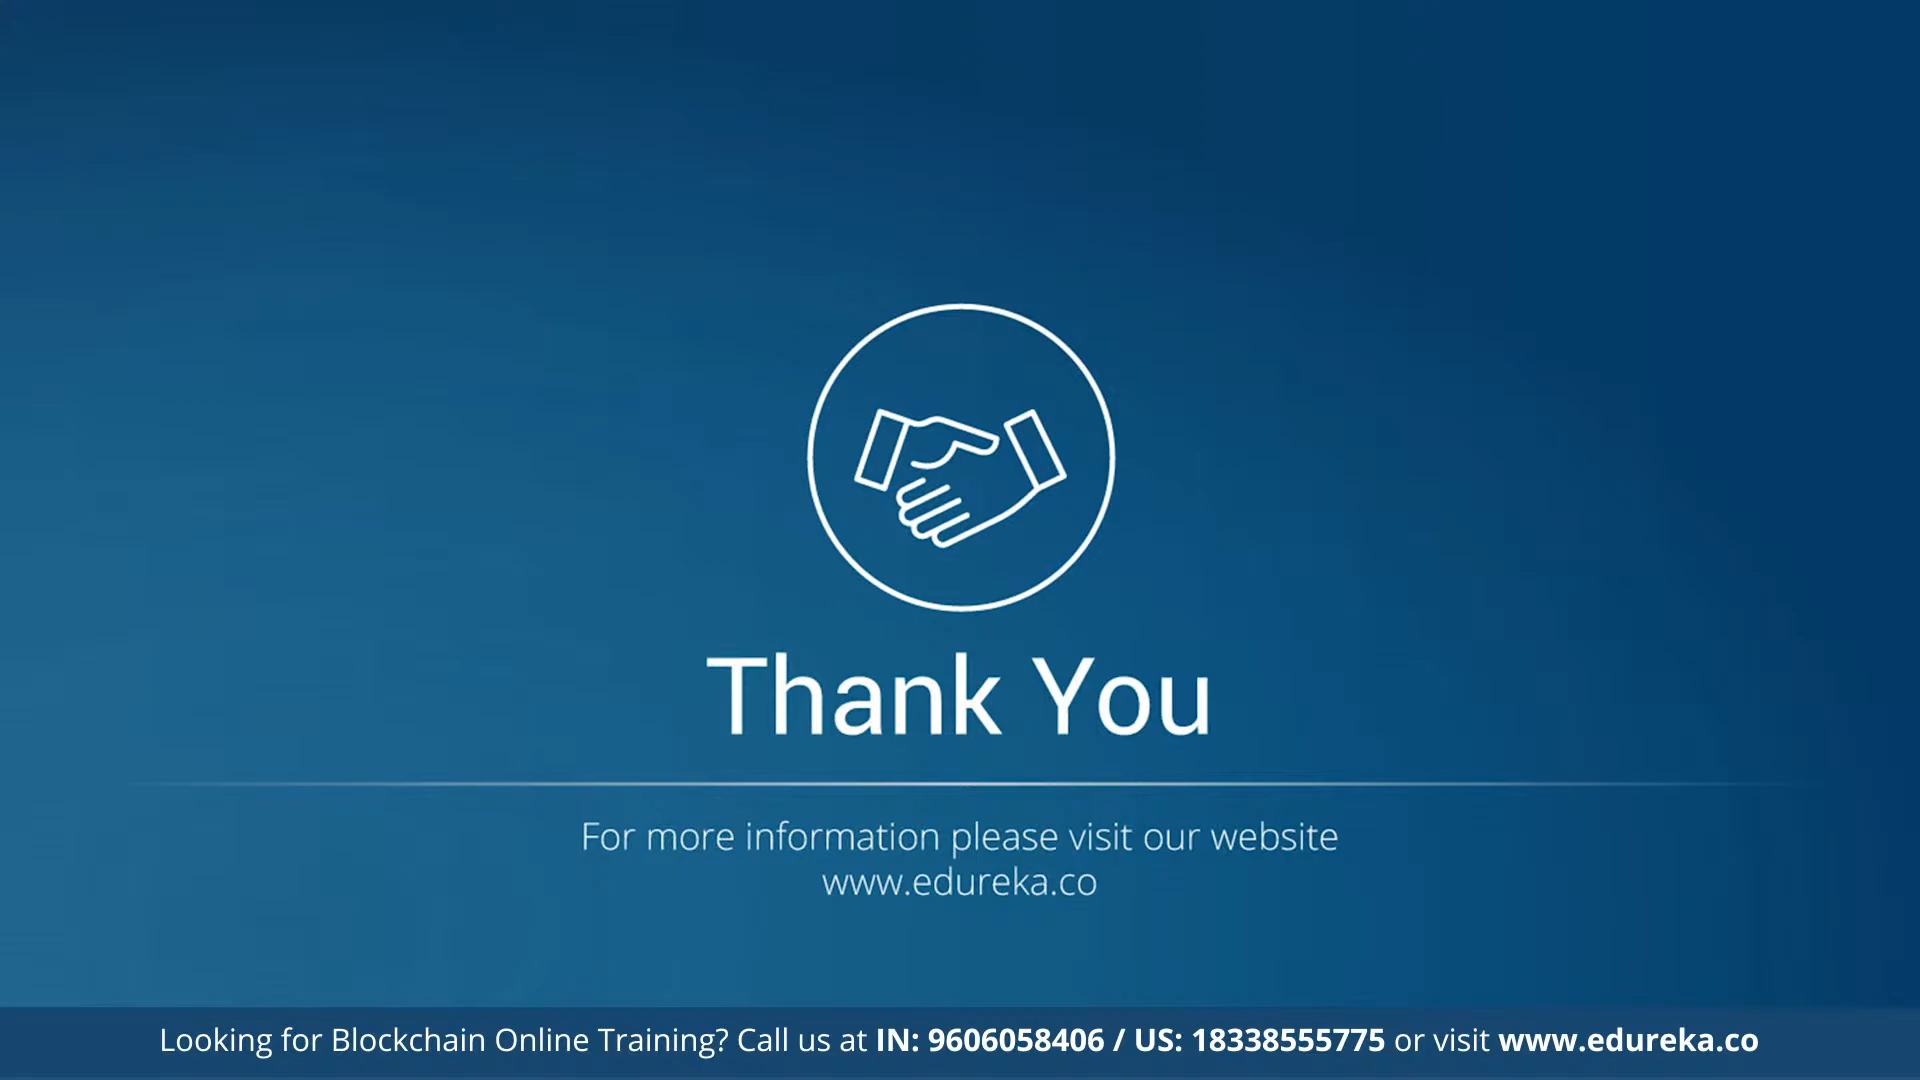 Thank You
For more information please visit our website
www.edureka.co
Looking for Blockchain Online Training? Call us at IN: 9606058406 / US: 18338555775 or visit www.edureka.co